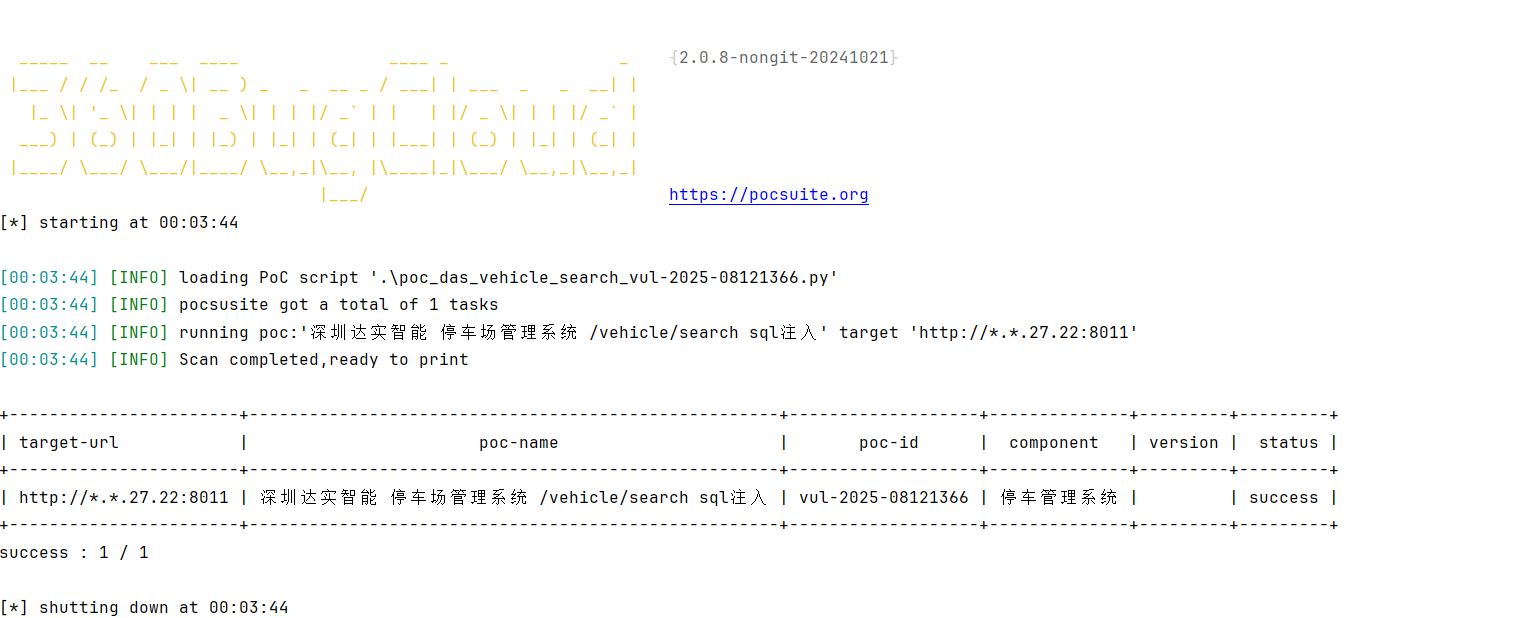 {2.0.8-nongit-20241021}
360BugCloud
https://pocsuite.org
[*] starting at 00:03:44
[00:03:44] [INFO] loading PoC script '.\poc_das_vehicle_search_vul-2025-08121366.py'
[00:03:44] [INFO] pocsusite got a total of 1 tasks
[00:03:44] [INFO] running poc:'深圳达实智能 停车场管理系统 /vehicle/search sql注入' target 'http://*.*.27.22:8011'
[00:03:44] [INFO] Scan completed,ready to print
+-----------------------+-----------------------------------------------------+-------------------+--------------+---------+---------+
| target-url | poc-name | poc-id | component | version | status |
+-----------------------+-----------------------------------------------------+-------------------+--------------+---------+---------+
| http://*.*.27.22:8011 | 深圳达实智能 停车场管理系统 /vehicle/search sql注入 | vul-2025-08121366 | 停车管理系统 | | success |
+-----------------------+-----------------------------------------------------+-------------------+--------------+---------+---------+
success : 1 / 1
[*] shutting down at 00:03:44